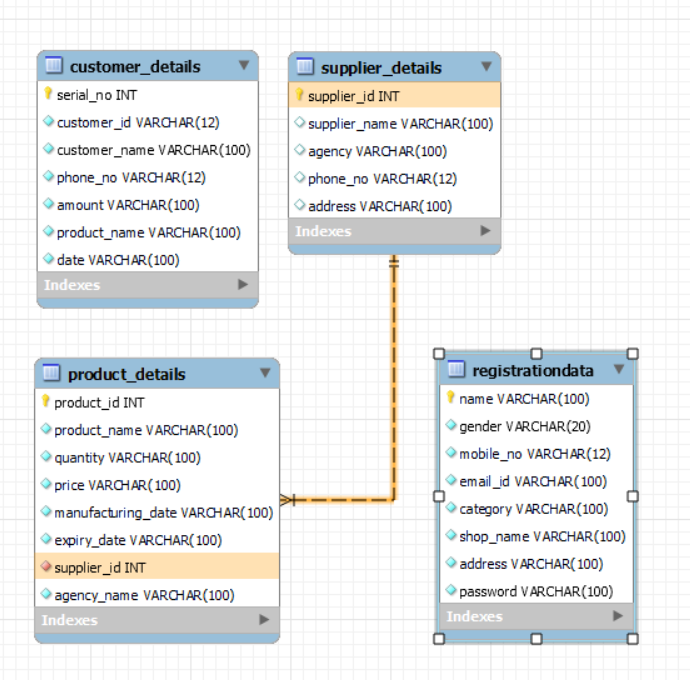 customer_details
serial_no INT
customer_id VARCHAR(12)
customer_name VARCHAR(100)
phone_no VARCHAR(12)
amount VARCHAR(100)
product_name VARCHAR(100)
date VARCHAR(100)
Indexes
supplier_details
supplier_id INT
supplier_name VARCHAR(100)
agency VARCHAR(100)
phone_no VARCHAR(12)
address VARCHAR(100)
Indexes
product_details
product_id INT
product_name VARCHAR(100)
quantity VARCHAR(100)
price VARCHAR(100)
manufacturing_date VARCHAR(100)
expiry_date VARCHAR(100)
supplier_id INT
agency_name VARCHAR(100)
Indexes
registrationdata
name VARCHAR(100)
gender VARCHAR(20)
mobile_no VARCHAR(12)
email_id VARCHAR(100)
category VARCHAR(100)
shop_name VARCHAR(100)
address VARCHAR(100)
password VARCHAR(100)
Indexes